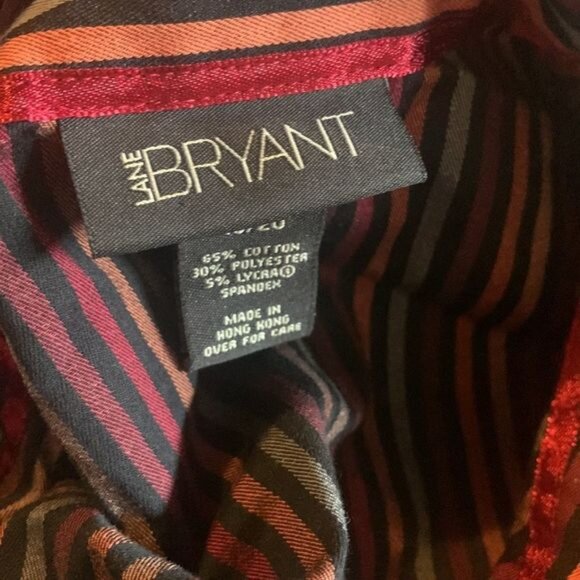 LANE BRYANT
65% COTTON
30% POLYESTER
5% LYCRA®
SPANDEX
MADE IN
HONG KONG
OVER FOR CARE